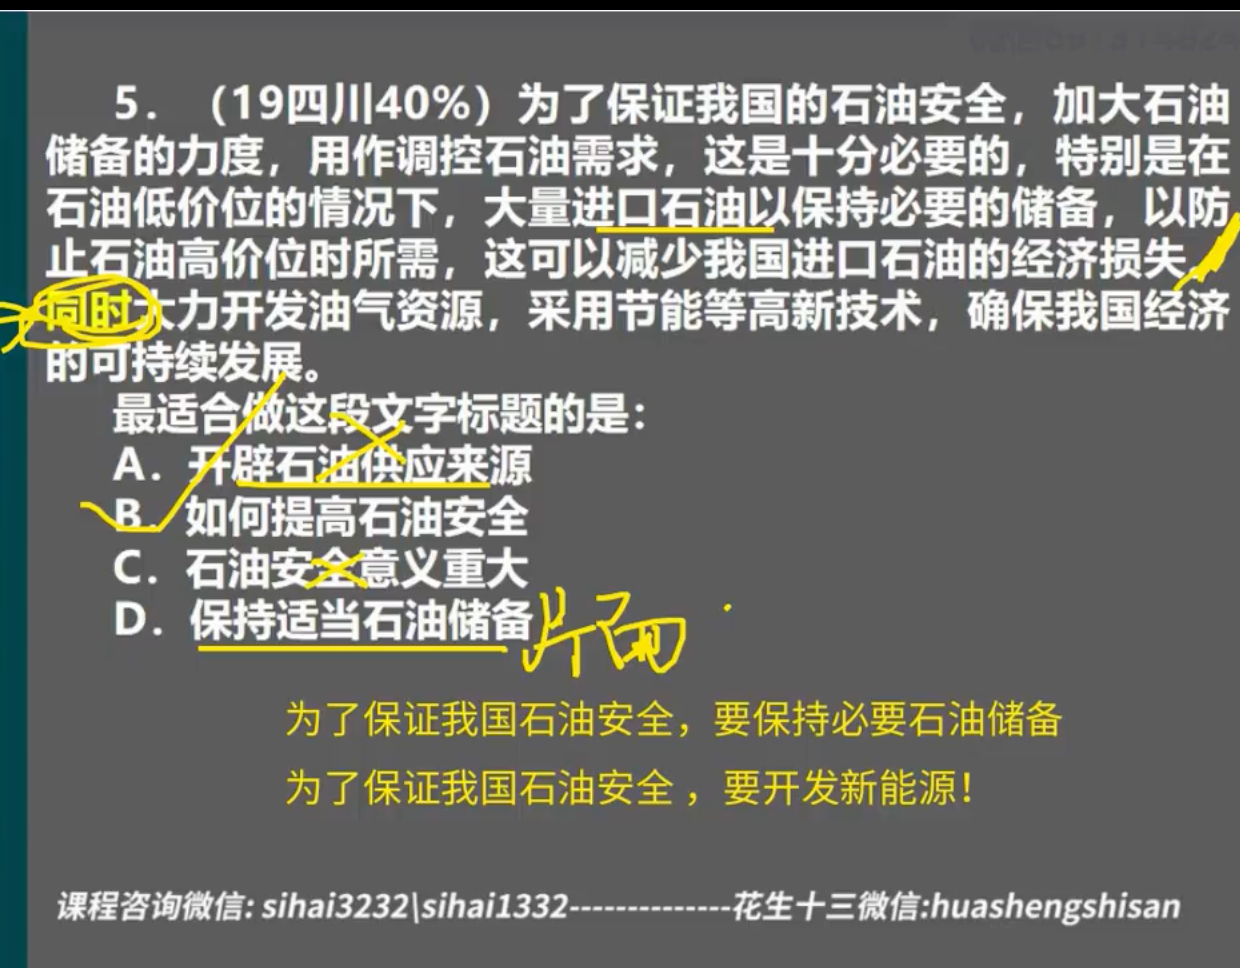 5. （19四川|40%）为了保证我国的石油安全，加大石油
储备的力度，用作调控石油需求，这是十分必要的，特别是在
石油低价位的情况下，大量进口石油以保持必要的储备，以防
止石油高价位时所需，这可以减少我国进口石油的经济损失，
同时大力开发油气资源，采用节能等高新技术，确保我国经济
的可持续发展。
最适合做这段文字标题的是：
A. 开辟石油供应来源
B. 如何提高石油安全
C. 石油安全意义重大
D. 保持适当石油储备 片面
为了保证我国石油安全，要保持必要石油储备
为了保证我国石油安全，要开发新能源！
课程咨询微信: sihai3232\sihai1332--------------花生十三微信:huashengshisan